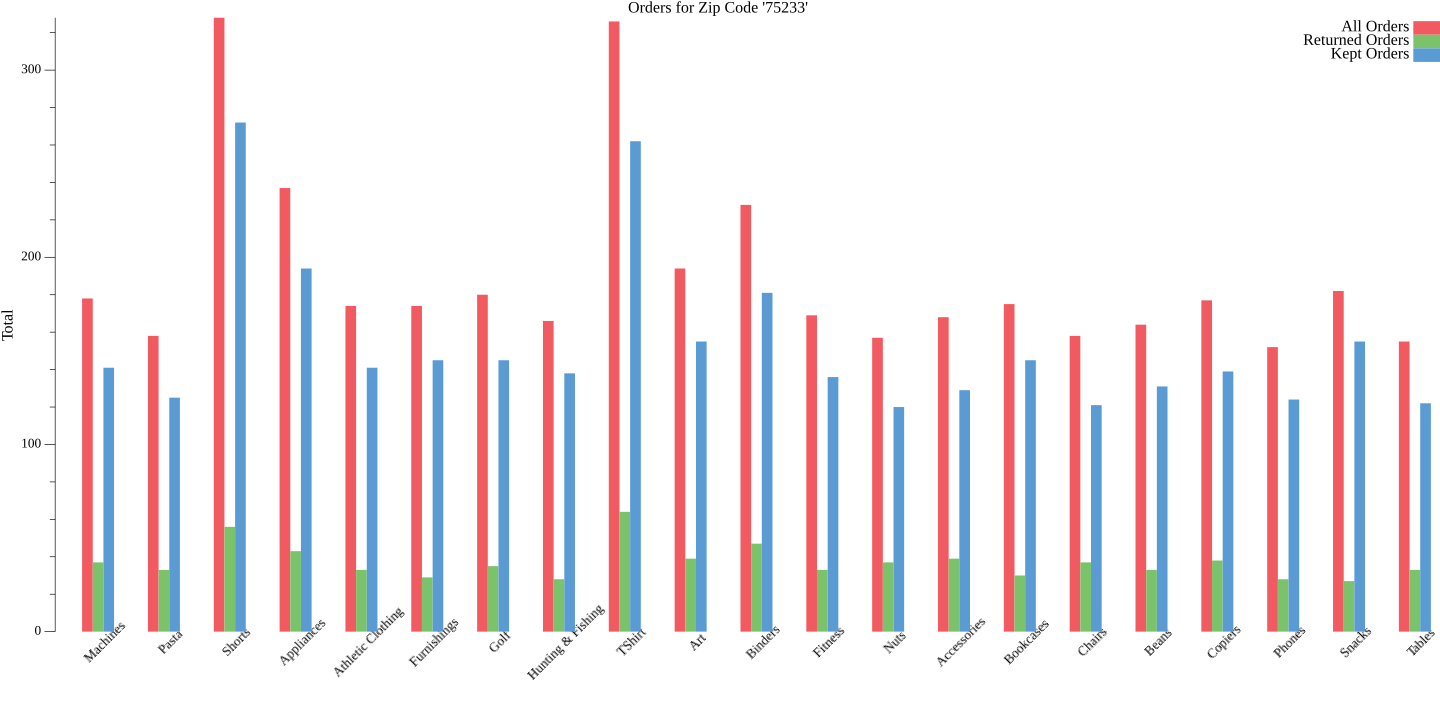 Orders for Zip Code '75233'
All Orders
Returned Orders
Kept Orders
300
200
100
0
Total
Machines
Pasta
Shorts
Appliances
Athletic Clothing
Furnishings
Golf
Hunting & Fishing
TShirt
Art
Binders
Fitness
Nuts
Accessories
Bookcases
Chairs
Beans
Copiers
Phones
Snacks
Tables